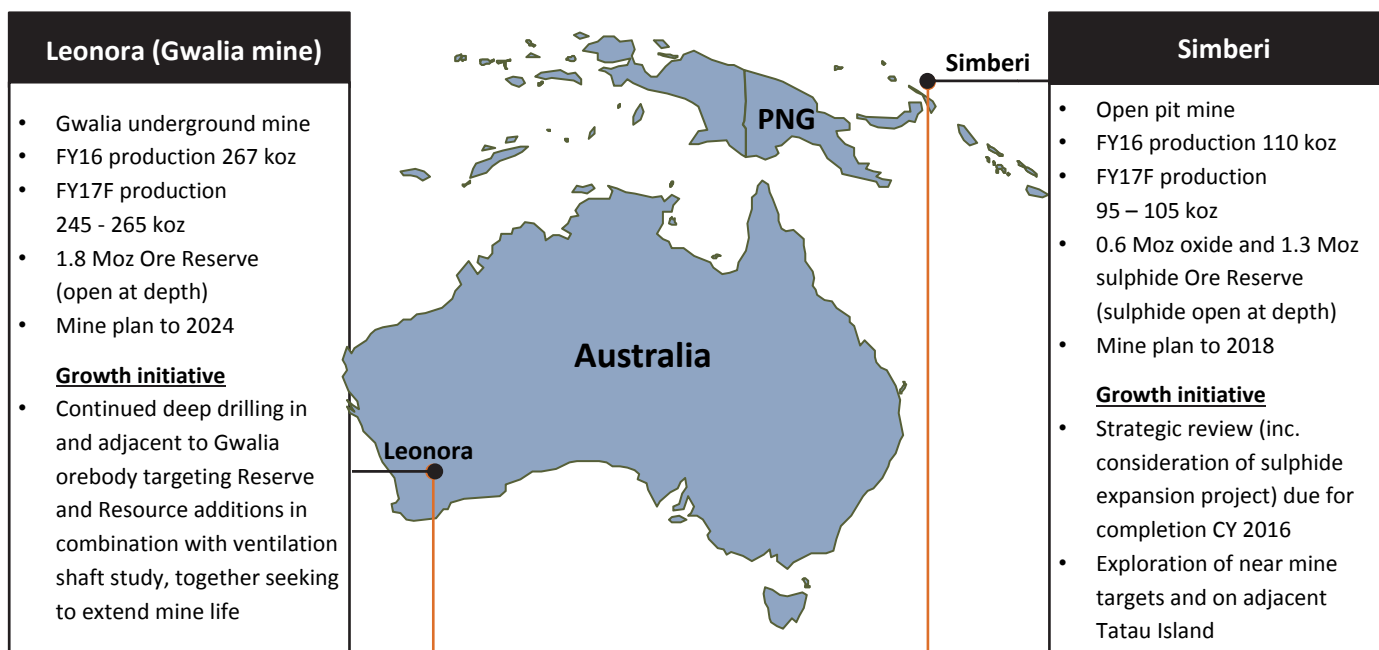 Leonora (Gwalia mine)
• Gwalia underground mine
• FY16 production 267 koz
• FY17F production
245 - 265 koz
• 1.8 Moz Ore Reserve
(open at depth)
• Mine plan to 2024
Growth initiative
• Continued deep drilling in
and adjacent to Gwalia
orebody targeting Reserve
and Resource additions in
combination with ventilation
shaft study, together seeking
to extend mine life
Simberi
PNG
Australia
Leonora
Simberi
• Open pit mine
• FY16 production 110 koz
• FY17F production
95 – 105 koz
• 0.6 Moz oxide and 1.3 Moz
sulphide Ore Reserve
(sulphide open at depth)
• Mine plan to 2018
Growth initiative
• Strategic review (inc.
consideration of sulphide
expansion project) due for
completion CY 2016
• Exploration of near mine
targets and on adjacent
Tatau Island